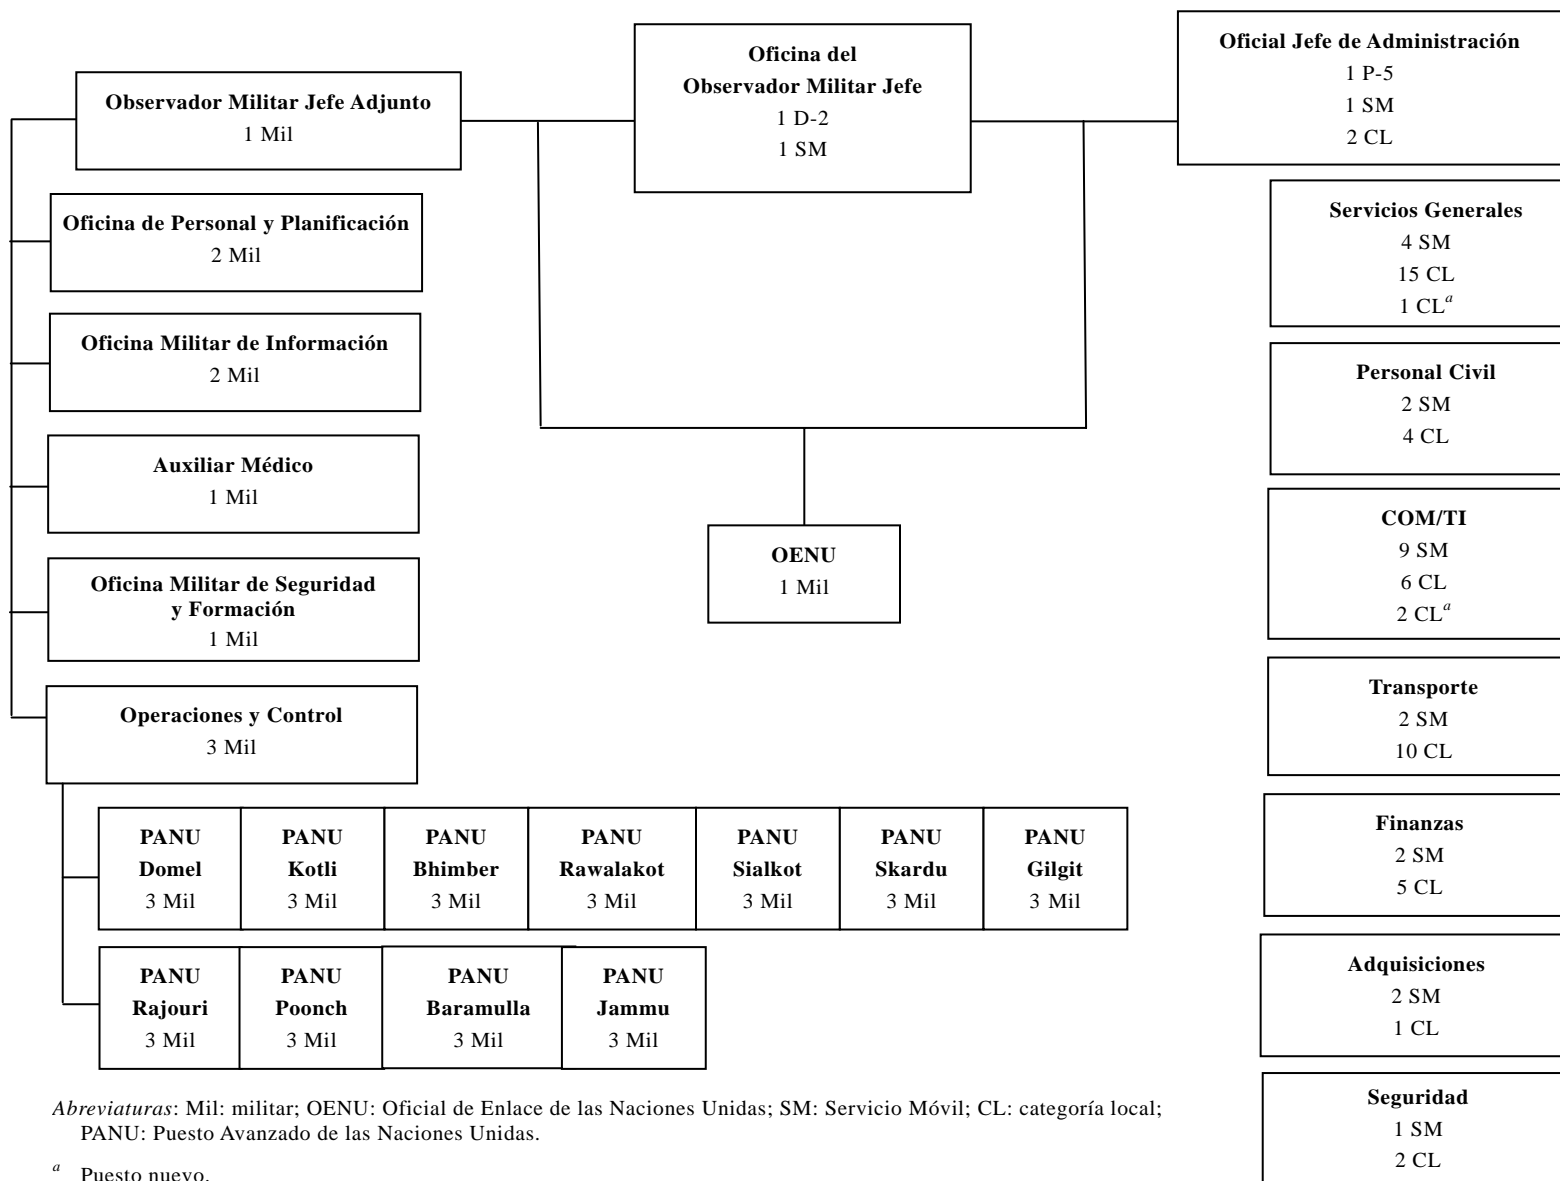 Oficina del
Observador Militar Jefe
1 D-2
1 SM
Observador Militar Jefe Adjunto
1 Mil
Oficina de Personal y Planificación
2 Mil
Oficina Militar de Información
2 Mil
Auxiliar Médico
1 Mil
Oficina Militar de Seguridad
y Formación
1 Mil
Operaciones y Control
3 Mil
PANU
Domel
3 Mil
PANU
Kotli
3 Mil
PANU
Bhimber
3 Mil
PANU
Rawalakot
3 Mil
PANU
Sialkot
3 Mil
PANU
Skardu
3 Mil
PANU
Gilgit
3 Mil
PANU
Rajouri
3 Mil
PANU
Poonch
3 Mil
PANU
Baramulla
3 Mil
PANU
Jammu
3 Mil
OENU
1 Mil
Oficial Jefe de Administración
1 P-5
1 SM
2 CL
Servicios Generales
4 SM
15 CL
1 CLa
Personal Civil
2 SM
4 CL
COM/TI
9 SM
6 CL
2 CLa
Transporte
2 SM
10 CL
Finanzas
2 SM
5 CL
Adquisiciones
2 SM
1 CL
Seguridad
1 SM
2 CL
Abreviaturas: Mil: militar; OENU: Oficial de Enlace de las Naciones Unidas; SM: Servicio Móvil; CL: categoría local;
PANU: Puesto Avanzado de las Naciones Unidas.
a Puesto nuevo.